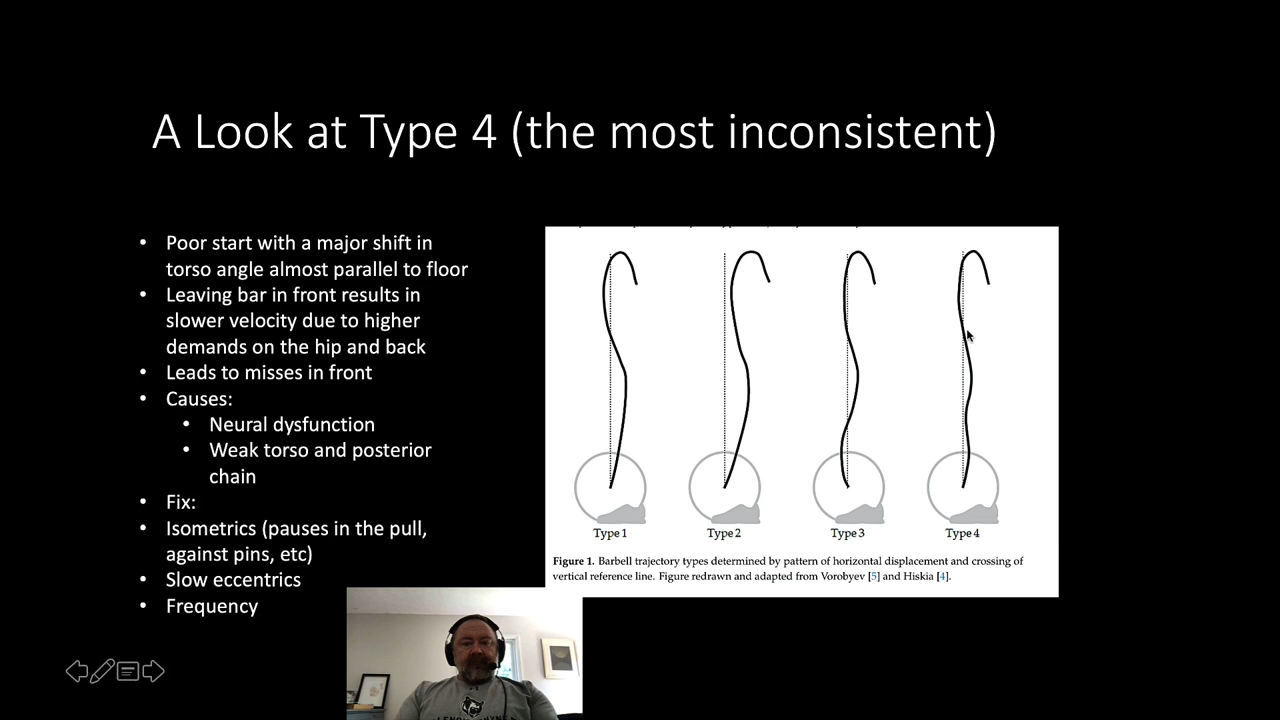 A Look at Type 4 (the most inconsistent)
• Poor start with a major shift in
torso angle almost parallel to floor
• Leaving bar in front results in
slower velocity due to higher
demands on the hip and back
• Leads to misses in front
• Causes:
• Neural dysfunction
• Weak torso and posterior
chain
• Fix:
• Isometrics (pauses in the pull,
against pins, etc)
• Slow eccentrics
• Frequency
Type 1 Type 2 Type 3 Type 4
Figure 1. Barbell trajectory types determined by pattern of horizontal displacement and crossing of
vertical reference line. Figure redrawn and adapted from Vorobyev [5] and Hiskia [4].